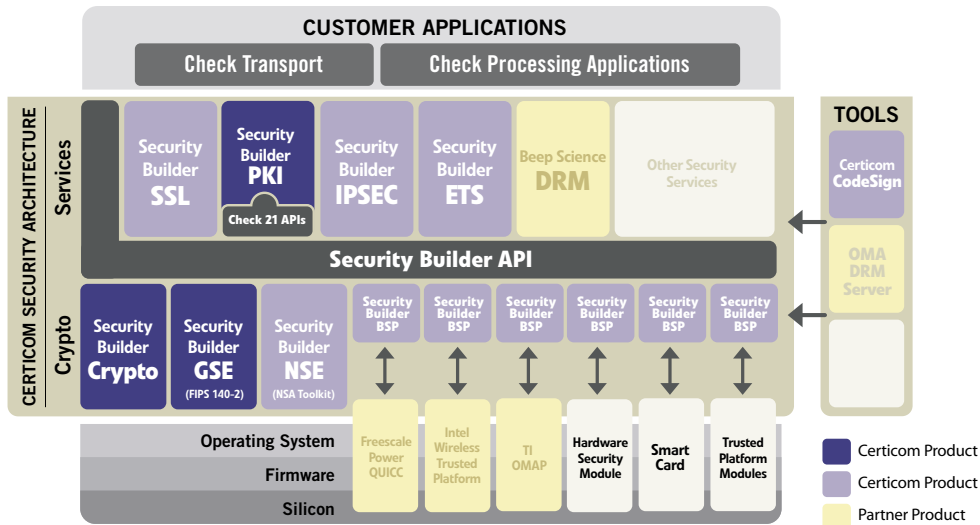 CUSTOMER APPLICATIONS
Check Transport
Check Processing Applications
CERTICOM SECURITY ARCHITECTURE
Services
Security
Builder
SSL
Security
Builder
PKI
Check 21 APIs
Security
Builder
IPSEC
Security
Builder
ETS
Beep Science
DRM
Other Security
Services
Security Builder API
Crypto
Security
Builder
Crypto
Security
Builder
GSE
(FIPS 140-2)
Security
Builder
NSE
(NSA Toolkit)
Security
Builder
BSP
Security
Builder
BSP
Security
Builder
BSP
Security
Builder
BSP
Security
Builder
BSP
Security
Builder
BSP
Operating System
Firmware
Silicon
Freescale
Power
QUICC
Intel
Wireless
Trusted
Platform
TI
OMAP
Hardware
Security
Module
Smart
Card
Trusted
Platform
Modules
TOOLS
Certicom
CodeSign
OMA
DRM
Server
Certicom Product
Certicom Product
Partner Product